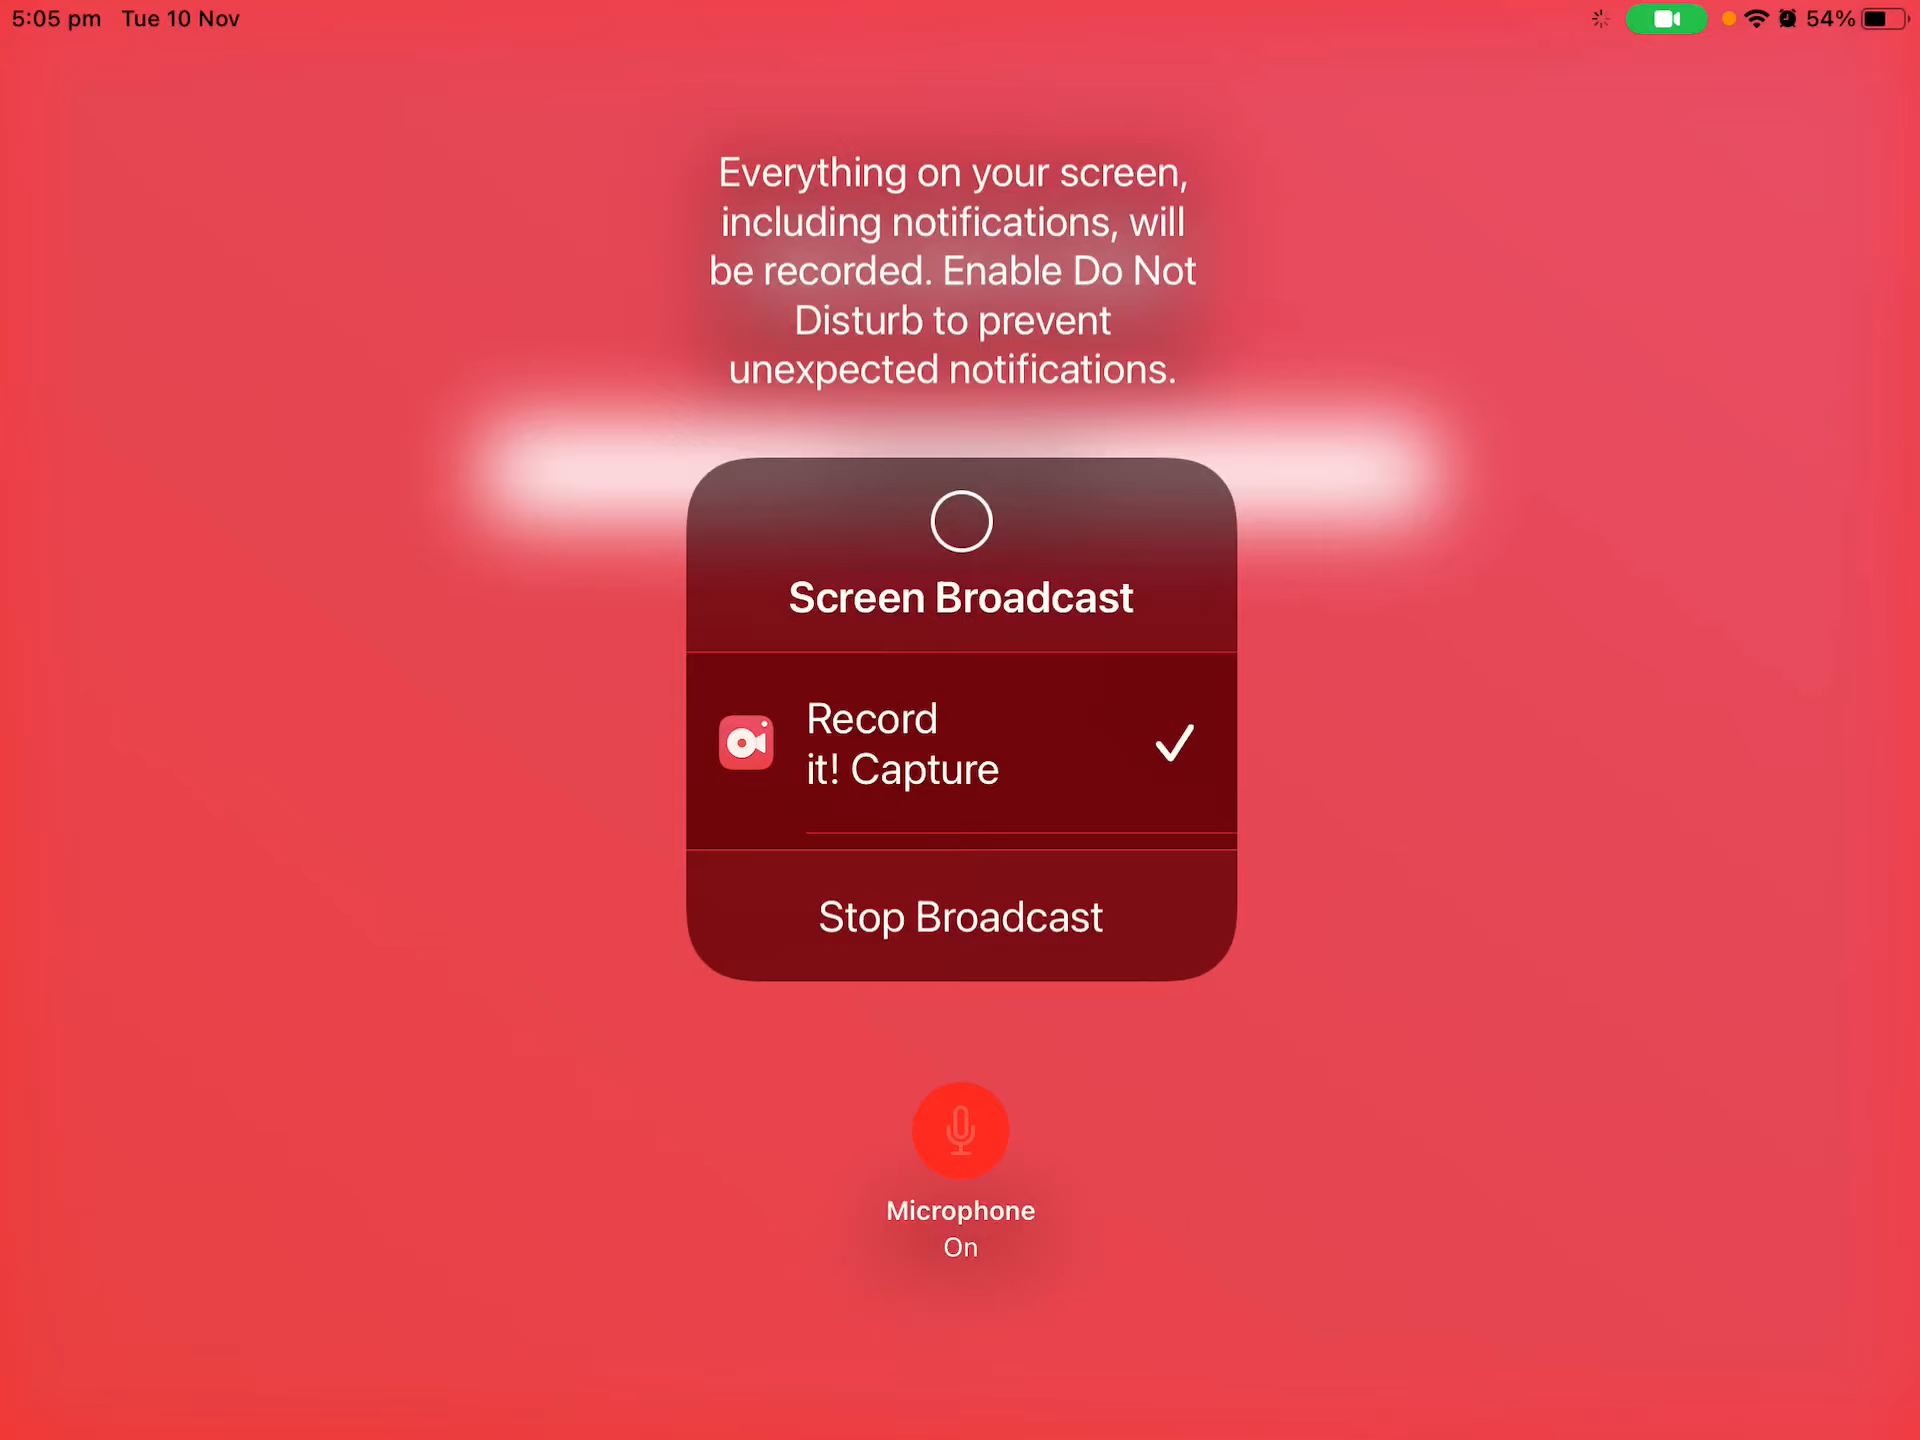 5:05 pm Tue 10 Nov 54%
Everything on your screen,
including notifications, will
be recorded. Enable Do Not
Disturb to prevent
unexpected notifications.
Screen Broadcast
Record
it! Capture
Stop Broadcast
Microphone
On